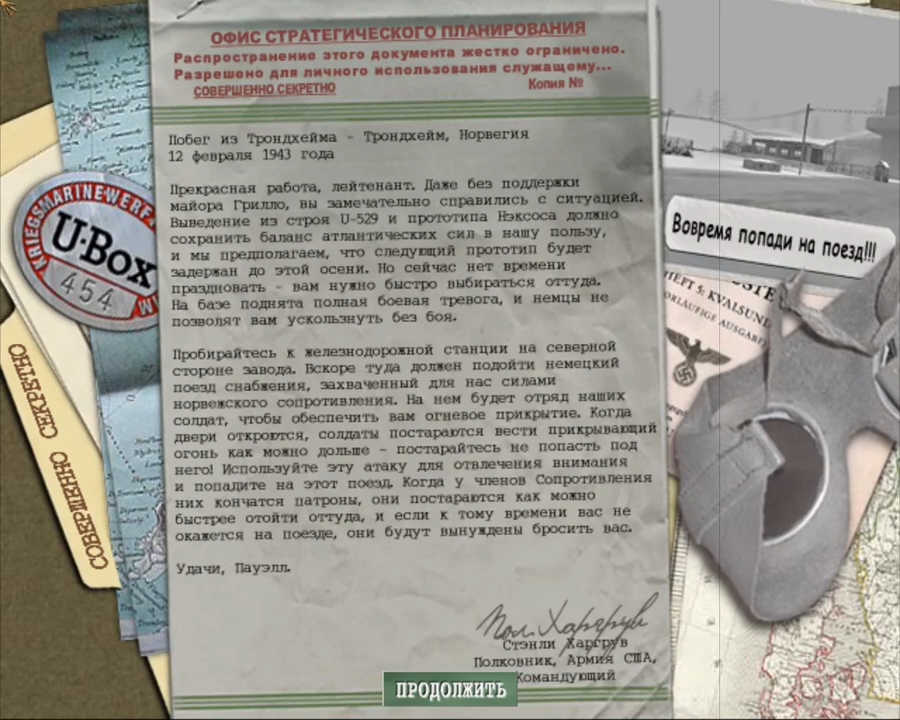 ОФИС СТРАТЕГИЧЕСКОГО ПЛАНИРОВАНИЯ
Распространение этого документа жестко ограничено.
Разрешено для личного использования служащему...
СОВЕРШЕННО СЕКРЕТНО
Копия №
Побег из Трондхейма - Трондхейм, Норвегия
12 февраля 1943 года
Прекрасная работа, лейтенант. Даже без поддержки
майора Грилло, вы замечательно справились с ситуацией.
Выведение из строя U-529 и прототипа Нэксоса должно
сохранить баланс атлантических сил в нашу пользу,
и мы предполагаем, что следующий прототип будет
задержан до этой осени. Но сейчас нет времени
праздновать - вам нужно быстро выбираться оттуда.
На базе поднята полная боевая тревога, и немцы не
позволят вам ускользнуть без боя.
Пробирайтесь к железнодорожной станции на северной
стороне завода. Вскоре туда должен подойти немецкий
поезд снабжения, захваченный для нас силами
норвежского сопротивления. На нем будет отряд наших
солдат, чтобы обеспечить вам огневое прикрытие. Когда
двери откроются, солдаты постараются вести прикрывающий
огонь как можно дольше - постарайтесь не попасть под
него! Используйте эту атаку для отвлечения внимания
и попадите на этот поезд. Когда у членов Сопротивления
них кончатся патроны, они постараются как можно
быстрее отойти оттуда, и если к тому времени вас не
окажется на поезде, они будут вынуждены бросить вас.
Удачи, Пауэлл.
Пол Харгрув
Стэнли Харгрув
Полковник, Армия США,
Командующий
ПРОДОЛЖИТЬ
KRIEGSMARINEWERF
U-Box
454
СОВЕРШЕННО СЕКРЕТНО
Вовремя попади на поезд!!!
HEFT 5: KVALSUND
VORLÄUFIGE AUSGABE